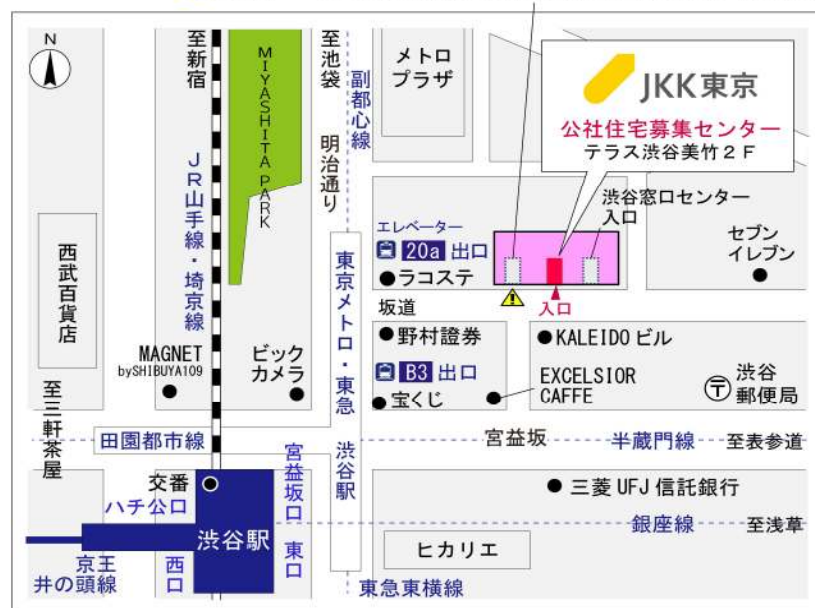 N
至新宿
JR山手線・埼京線
MIYASHITA PARK
至池袋
明治通り
副都心線
メトロ
プラザ
JKK東京
公社住宅募集センター
テラス渋谷美竹２Ｆ
渋谷窓口センター
入口
エレベーター
20a 出口
ラコステ
入口
セブン
イレブン
西武百貨店
東京メトロ・東急 渋谷駅
坂道
野村證券
KALEIDO ビル
MAGNET
bySHIBUYA109
ビック
カメラ
B3 出口
宝くじ
EXCELSIOR
CAFFE
〒
渋谷
郵便局
至三軒茶屋
田園都市線
宮益坂
半蔵門線
至表参道
交番
ハチ公口
宮益坂口
三菱 UFJ 信託銀行
銀座線
至浅草
渋谷駅
西口
東口
ヒカリエ
京王
井の頭線
東急東横線